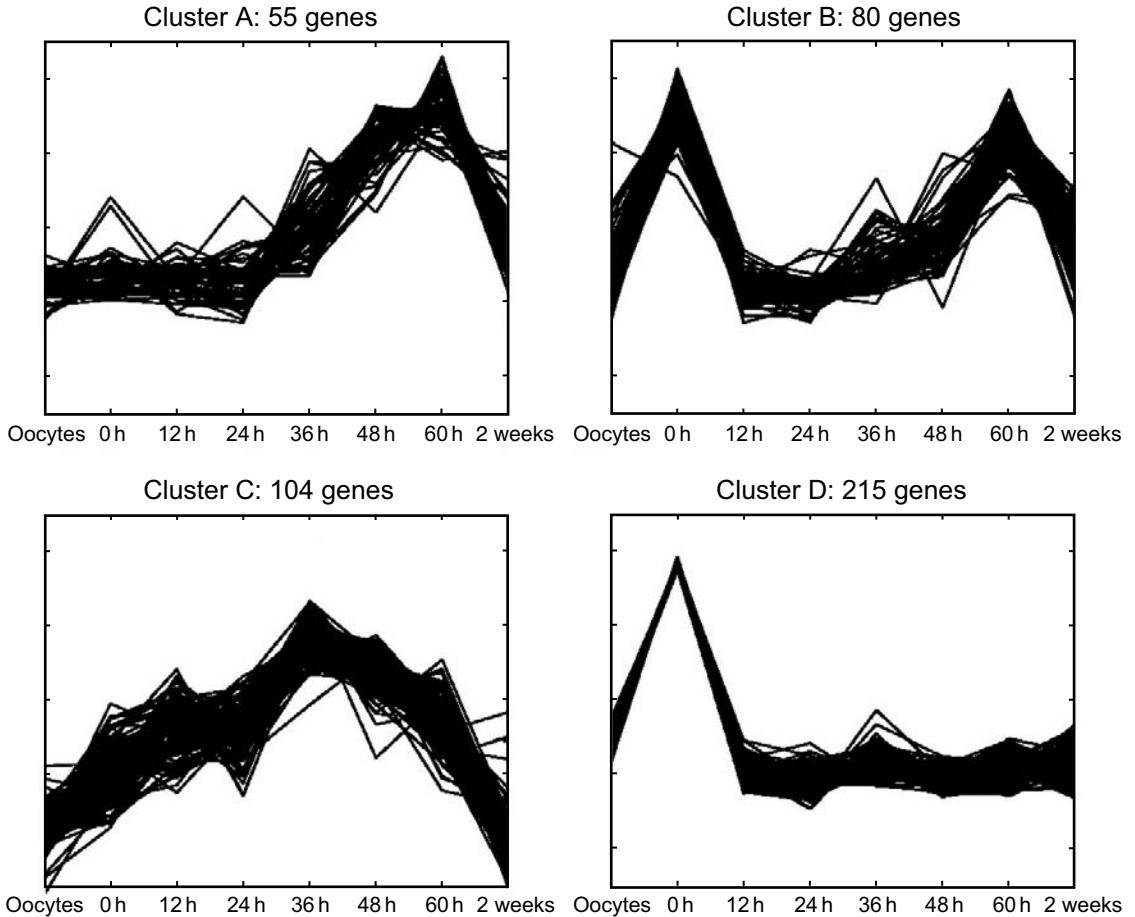 Cluster A: 55 genes
Cluster B: 80 genes
Oocytes 0 h 12 h 24 h 36 h 48 h 60 h 2 weeks
Oocytes 0 h 12 h 24 h 36 h 48 h 60 h 2 weeks
Cluster C: 104 genes
Cluster D: 215 genes
Oocytes 0 h 12 h 24 h 36 h 48 h 60 h 2 weeks
Oocytes 0 h 12 h 24 h 36 h 48 h 60 h 2 weeks